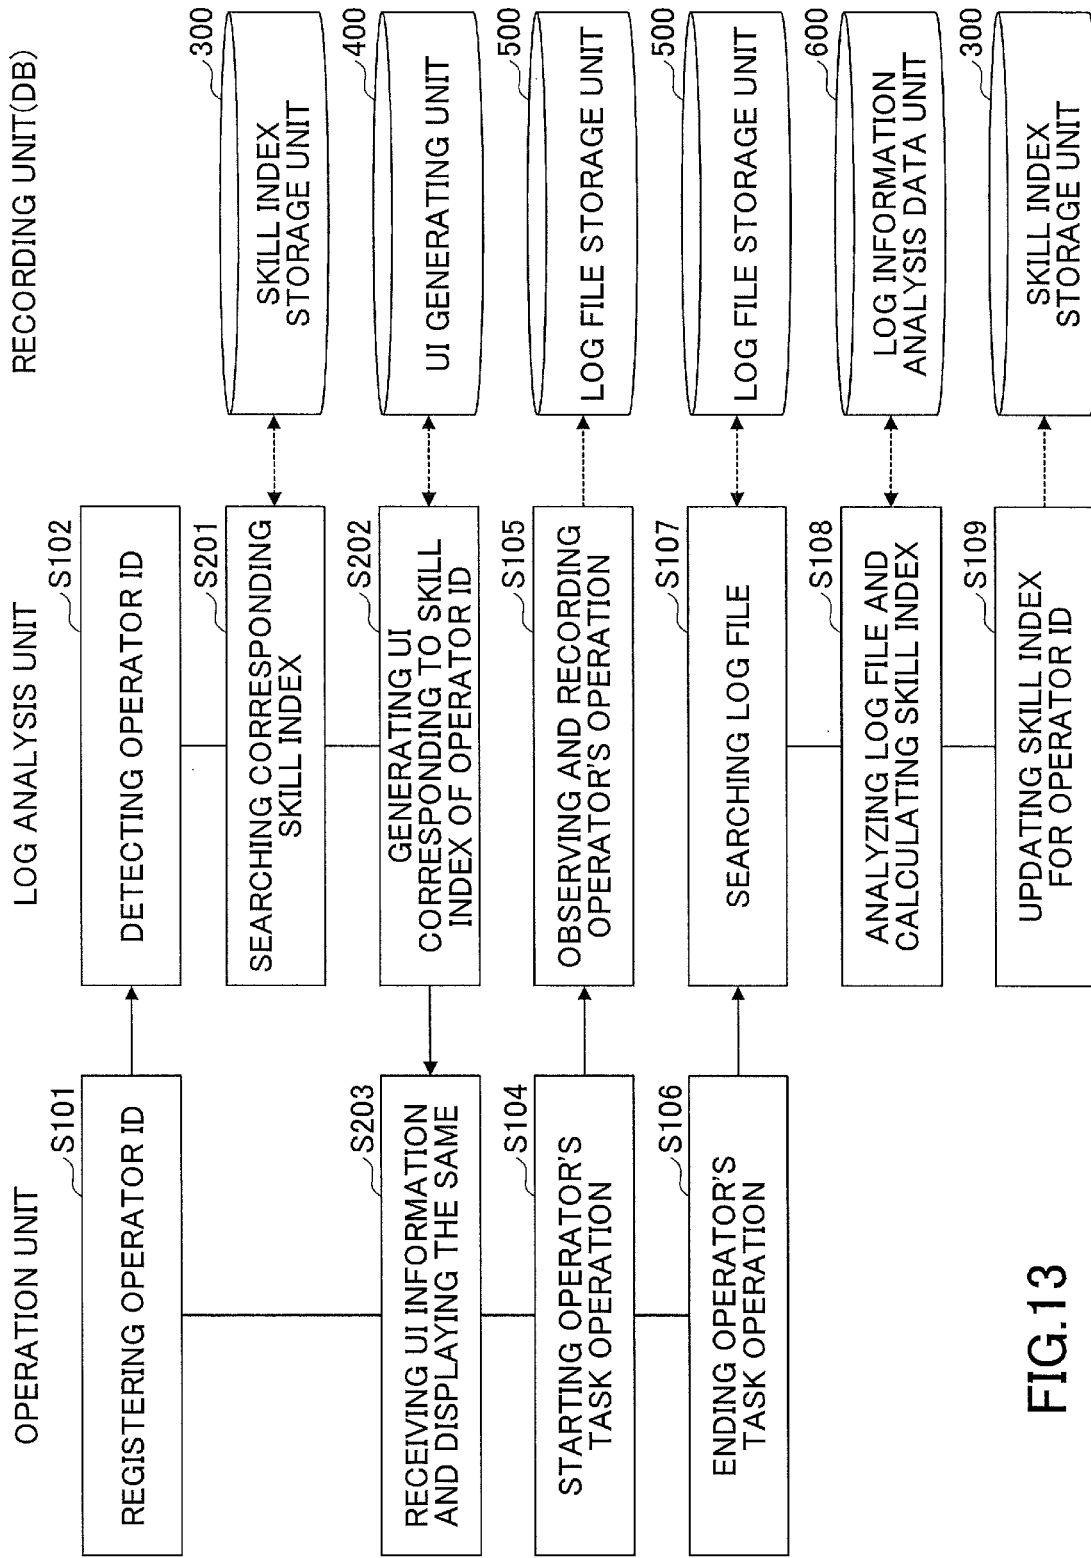 OPERATION UNIT
LOG ANALYSIS UNIT
RECORDING UNIT(DB)
S101
REGISTERING OPERATOR ID
S102
DETECTING OPERATOR ID
S201
SEARCHING CORRESPONDING
SKILL INDEX
300
SKILL INDEX
STORAGE UNIT
S203
RECEIVING UI INFORMATION
AND DISPLAYING THE SAME
S202
GENERATING UI
CORRESPONDING TO SKILL
INDEX OF OPERATOR ID
400
UI GENERATING UNIT
S104
STARTING OPERATOR'S
TASK OPERATION
S105
OBSERVING AND RECORDING
OPERATOR'S OPERATION
500
LOG FILE STORAGE UNIT
S106
ENDING OPERATOR'S
TASK OPERATION
S107
SEARCHING LOG FILE
500
LOG FILE STORAGE UNIT
S108
ANALYZING LOG FILE AND
CALCULATING SKILL INDEX
600
LOG INFORMATION
ANALYSIS DATA UNIT
S109
UPDATING SKILL INDEX
FOR OPERATOR ID
300
SKILL INDEX
STORAGE UNIT
FIG.13